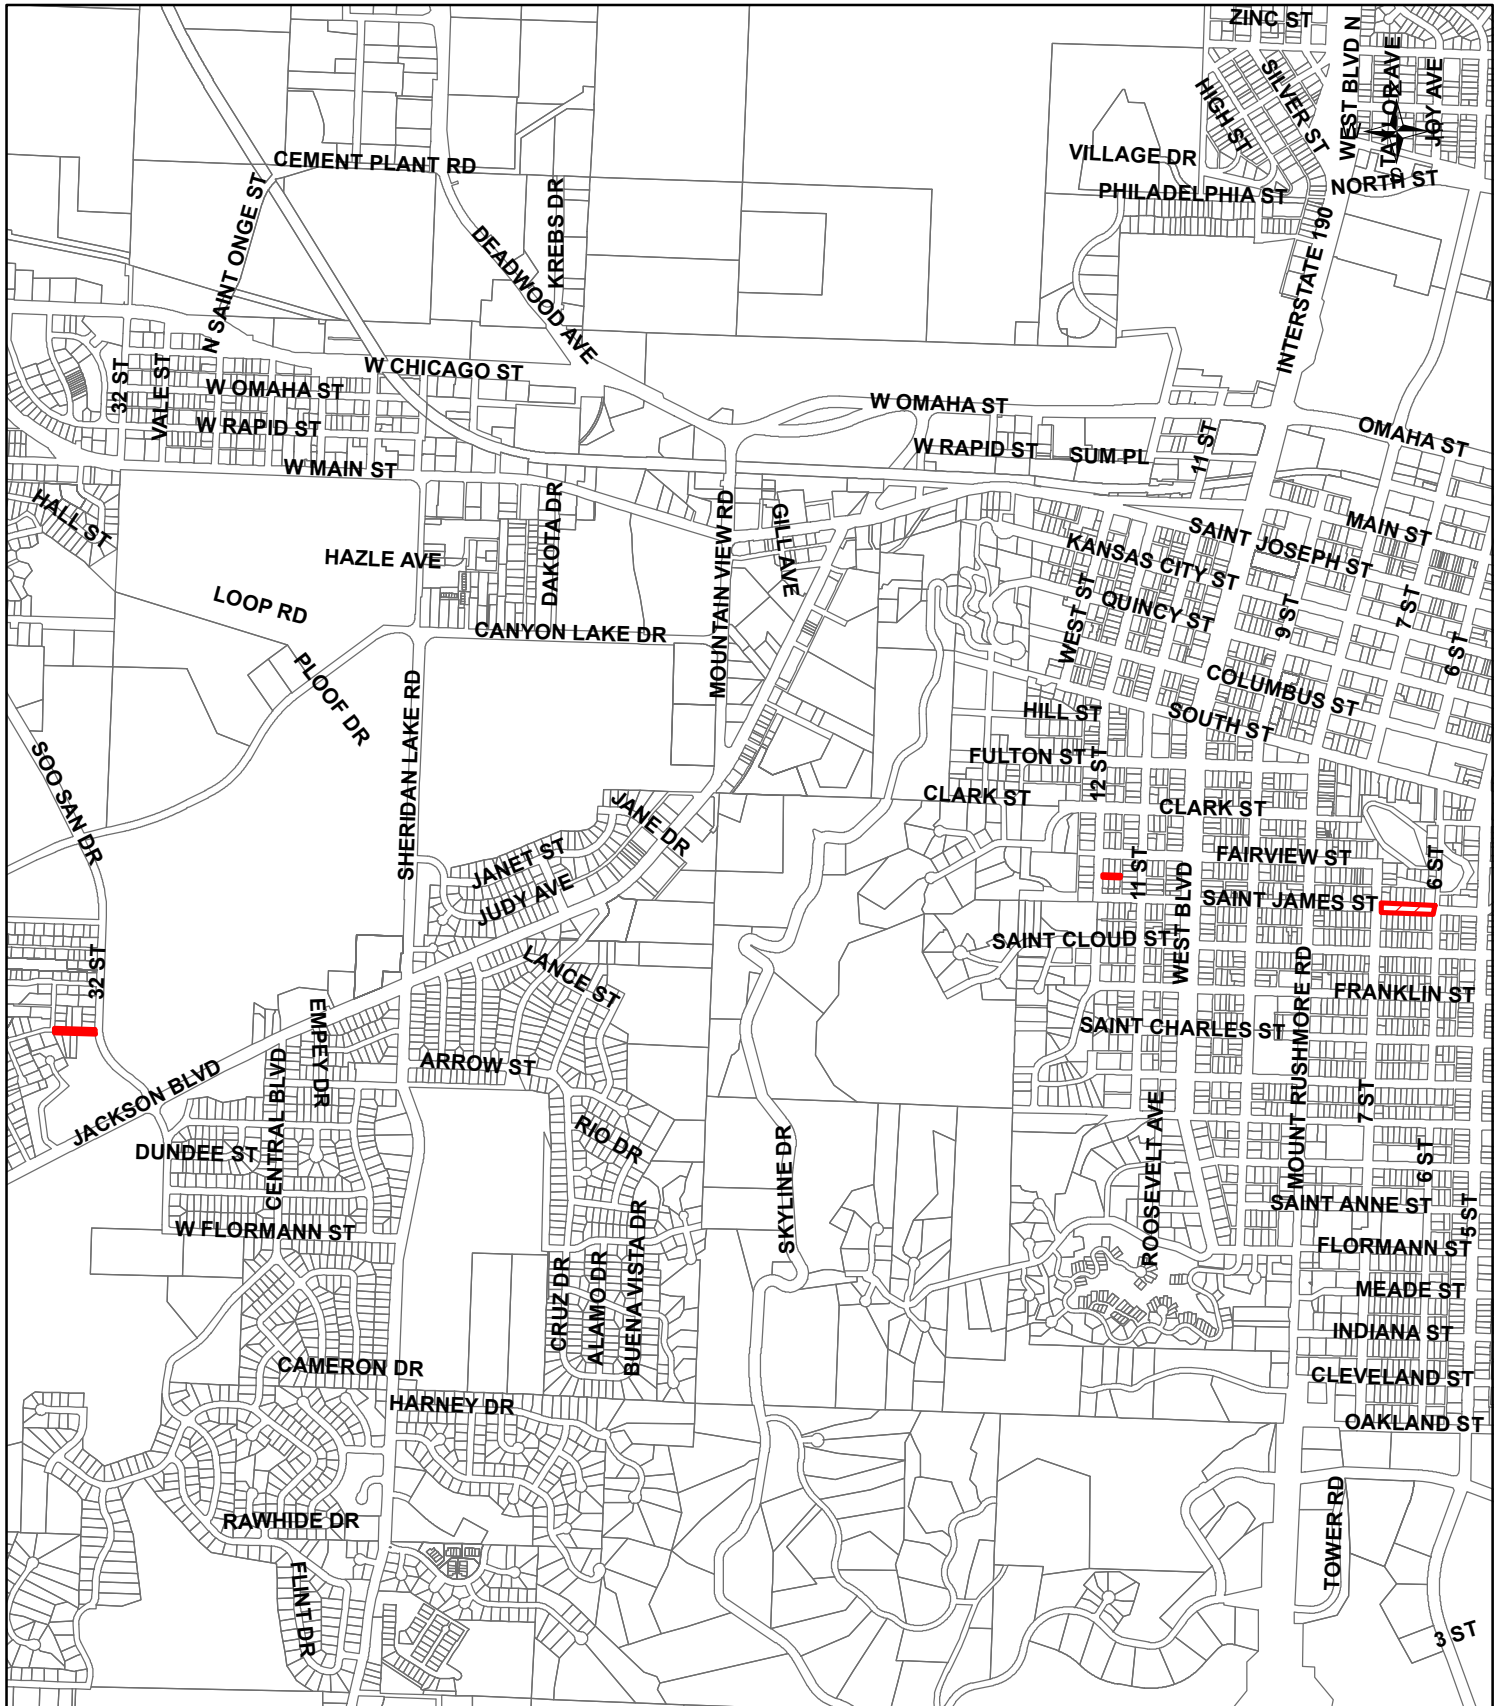 ZINC ST
WEST BLVD N
TAYLOR AVE
JOY AVE
SILVER ST
HIGH ST
VILLAGE DR
PHILADELPHIA ST
NORTH ST
CEMENT PLANT RD
N SAINT ONGE ST
KREBS DR
DEADWOOD AVE
INTERSTATE 190
32 ST
VALE ST
W CHICAGO ST
W OMAHA ST
W OMAHA ST
W RAPID ST
W RAPID ST
SUM PL
11 ST
OMAHA ST
W MAIN ST
HALL ST
HAZLE AVE
DAKOTA DR
MOUNTAIN VIEW RD
GILL AVE
MAIN ST
SAINT JOSEPH ST
KANSAS CITY ST
QUINCY ST
WEST ST
9 ST
7 ST
6 ST
LOOP RD
CANYON LAKE DR
PLOOF DR
SHERIDAN LAKE RD
COLUMBUS ST
SOUTH ST
HILL ST
FULTON ST
12 ST
CLARK ST
CLARK ST
SOO SAN DR
JANE DR
JANET ST
JUDY AVE
FAIRVIEW ST
6 ST
11 ST
WEST BLVD
SAINT JAMES ST
SAINT CLOUD ST
32 ST
LANCE ST
MOUNT RUSHMORE RD
FRANKLIN ST
SAINT CHARLES ST
EMPEY DR
ARROW ST
JACKSON BLVD
CENTRAL BLVD
DUNDEE ST
RIO DR
SKYLINE DR
ROOSEVELT AVE
7 ST
6 ST
SAINT ANNE ST
5 ST
W FLORMANN ST
FLORMANN ST
CRUZ DR
ALAMO DR
BUENA VISTA DR
MEADE ST
INDIANA ST
CAMERON DR
CLEVELAND ST
HARNEY DR
OAKLAND ST
RAWHIDE DR
FLINT DR
TOWER RD
3 ST